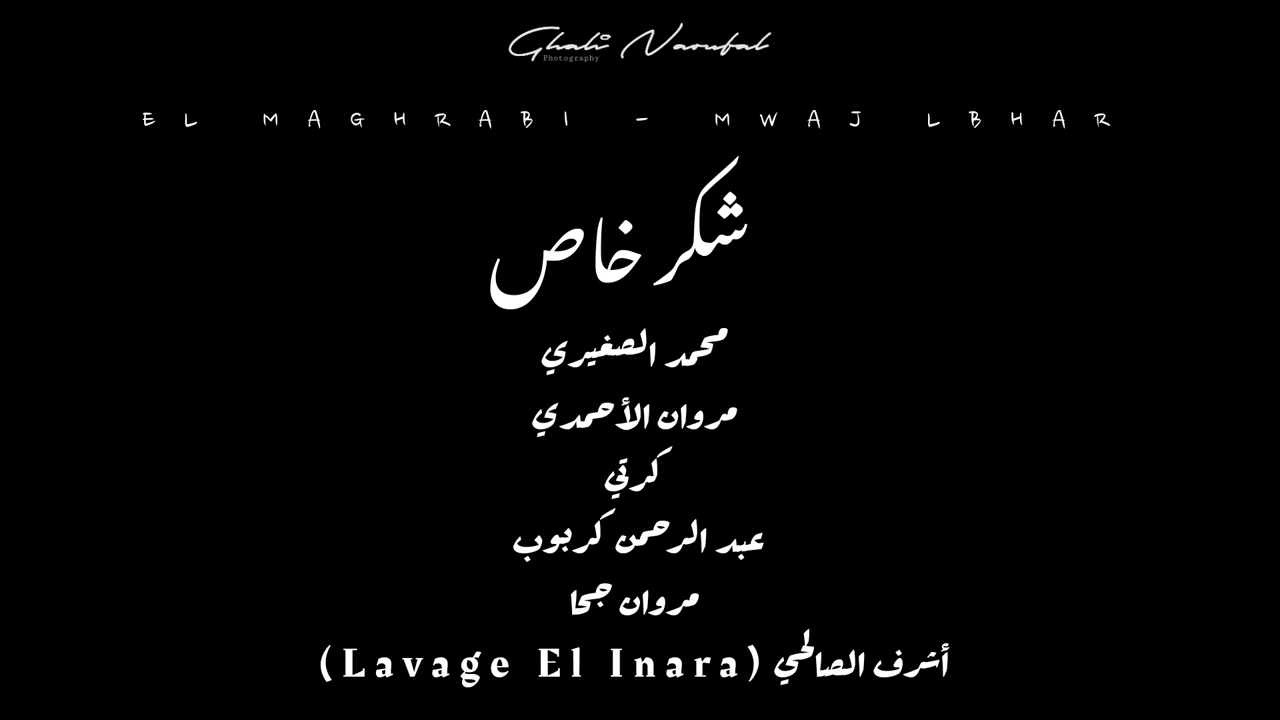 Ghali Naoufal
Photography
EL MAGHRABI - MWAJ LBHAR
شكر خاص
محمد الصغيري
مروان الأحمدي
كرتي
عبد الرحمن كربوب
مروان جحا
أشرف الصالحي (Lavage El Inara)